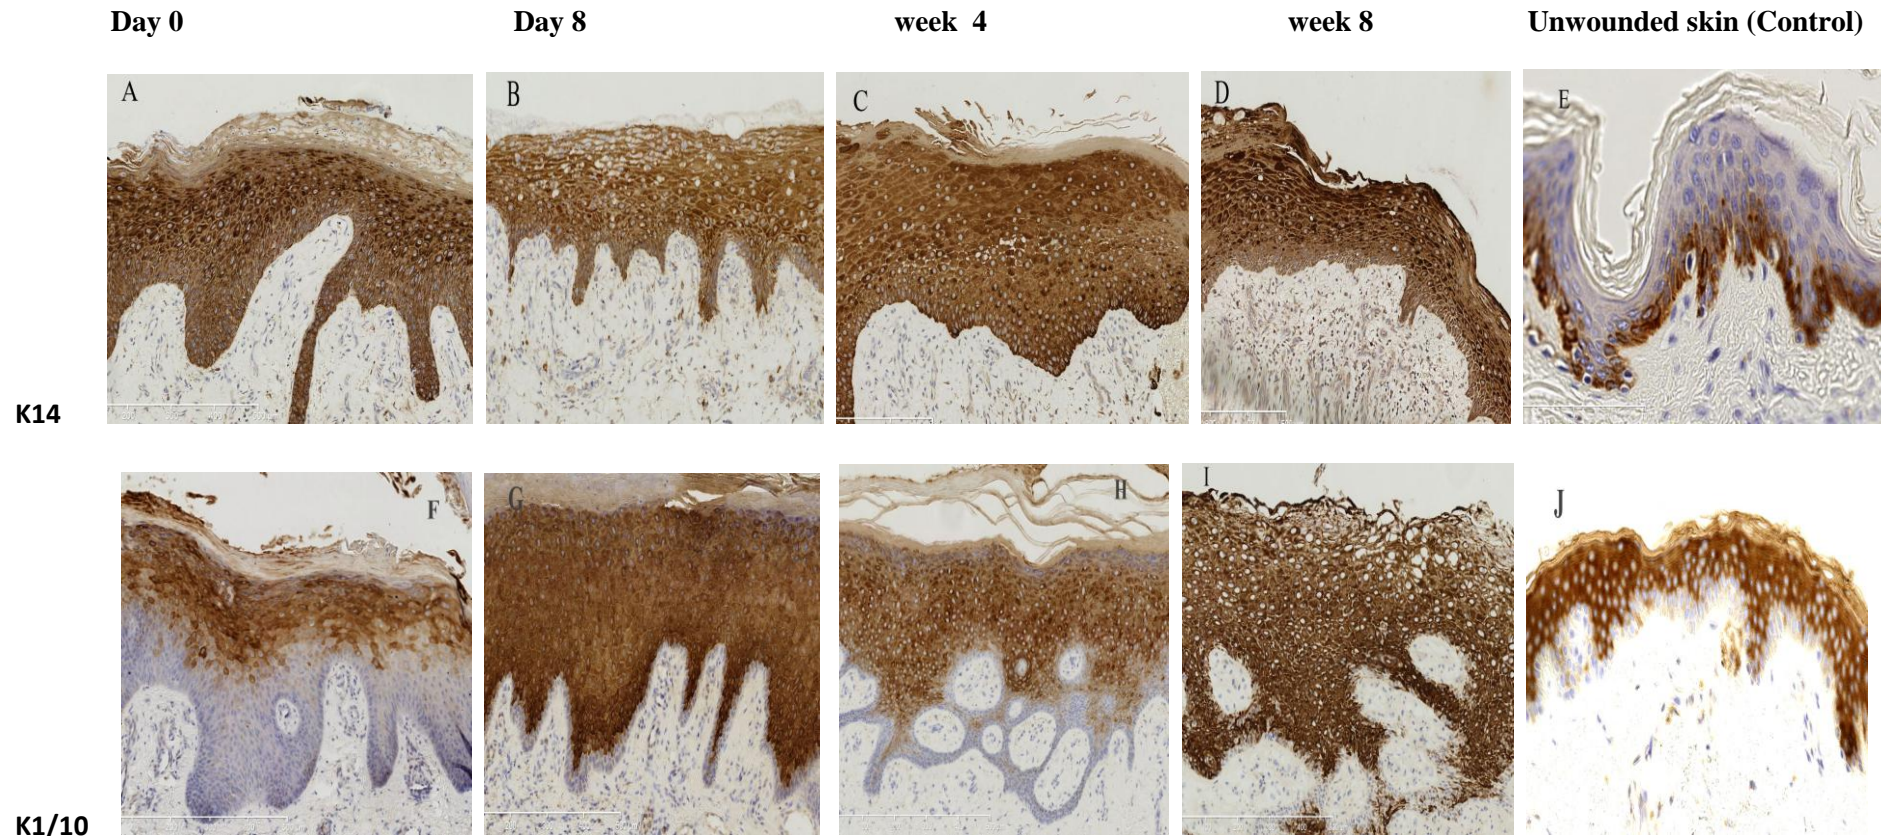 Day 0 Day 8 week 4 week 8 Unwounded skin (Control)
A B C D E
K14
F G H I J
K1/10